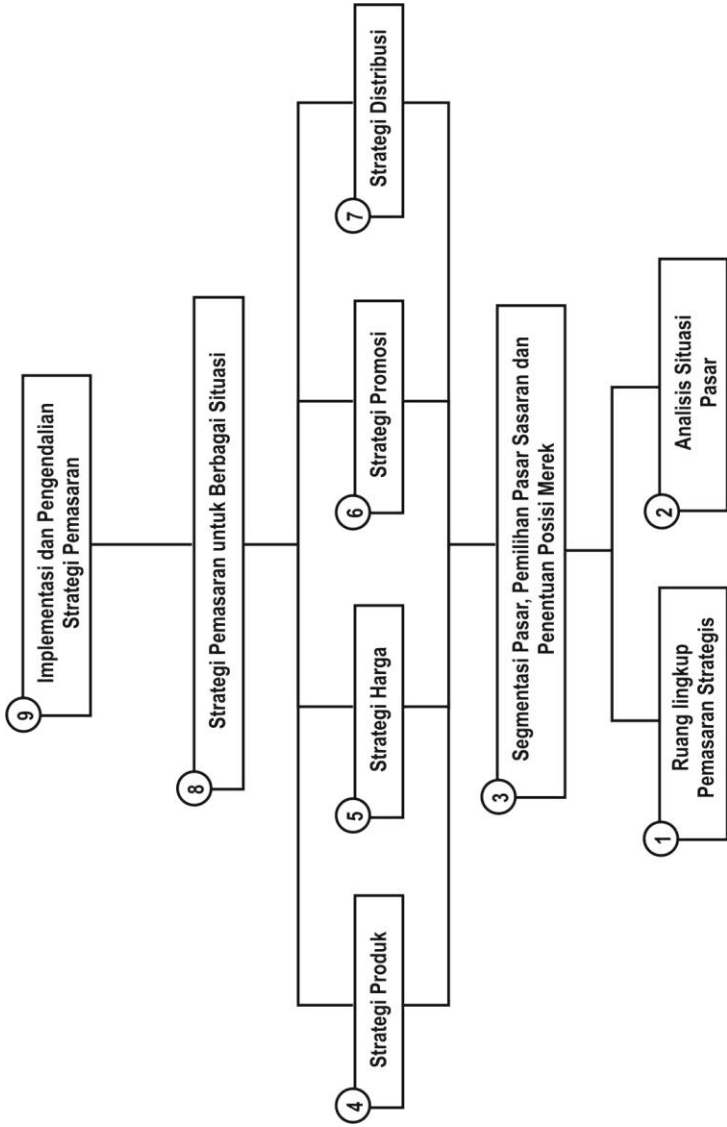 9
Implementasi dan Pengendalian
Strategi Pemasaran
8
Strategi Pemasaran untuk Berbagai Situasi
4
Strategi Produk
5
Strategi Harga
6
Strategi Promosi
7
Strategi Distribusi
3
Segmentasi Pasar, Pemilihan Pasar Sasaran dan
Penentuan Posisi Merek
1
Ruang lingkup
Pemasaran Strategis
2
Analisis Situasi
Pasar